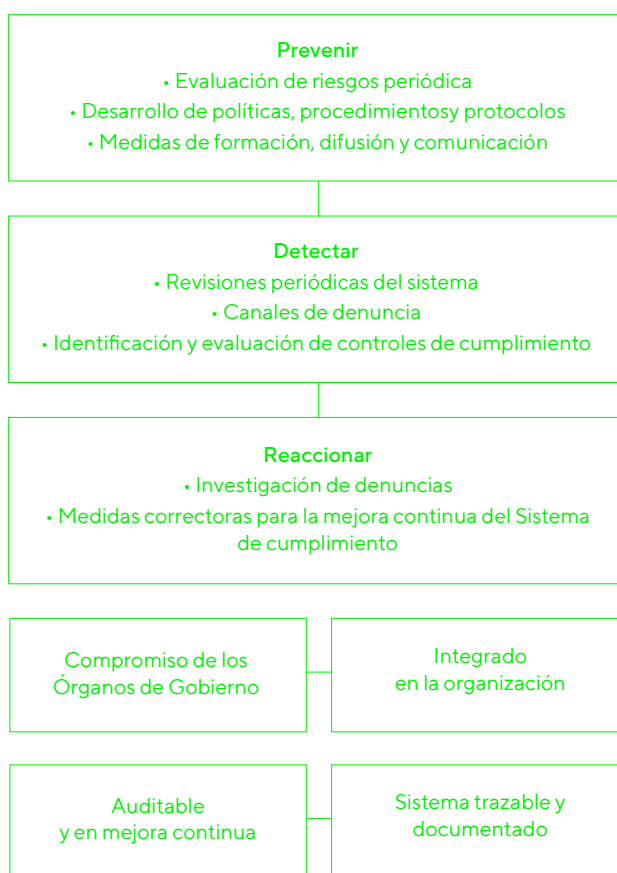 Prevenir
• Evaluación de riesgos periódica
• Desarrollo de políticas, procedimientosy protocolos
• Medidas de formación, difusión y comunicación
Detectar
• Revisiones periódicas del sistema
• Canales de denuncia
• Identificación y evaluación de controles de cumplimiento
Reaccionar
• Investigación de denuncias
• Medidas correctoras para la mejora continua del Sistema
de cumplimiento
Compromiso de los
Órganos de Gobierno
Integrado
en la organización
Auditable
y en mejora continua
Sistema trazable y
documentado